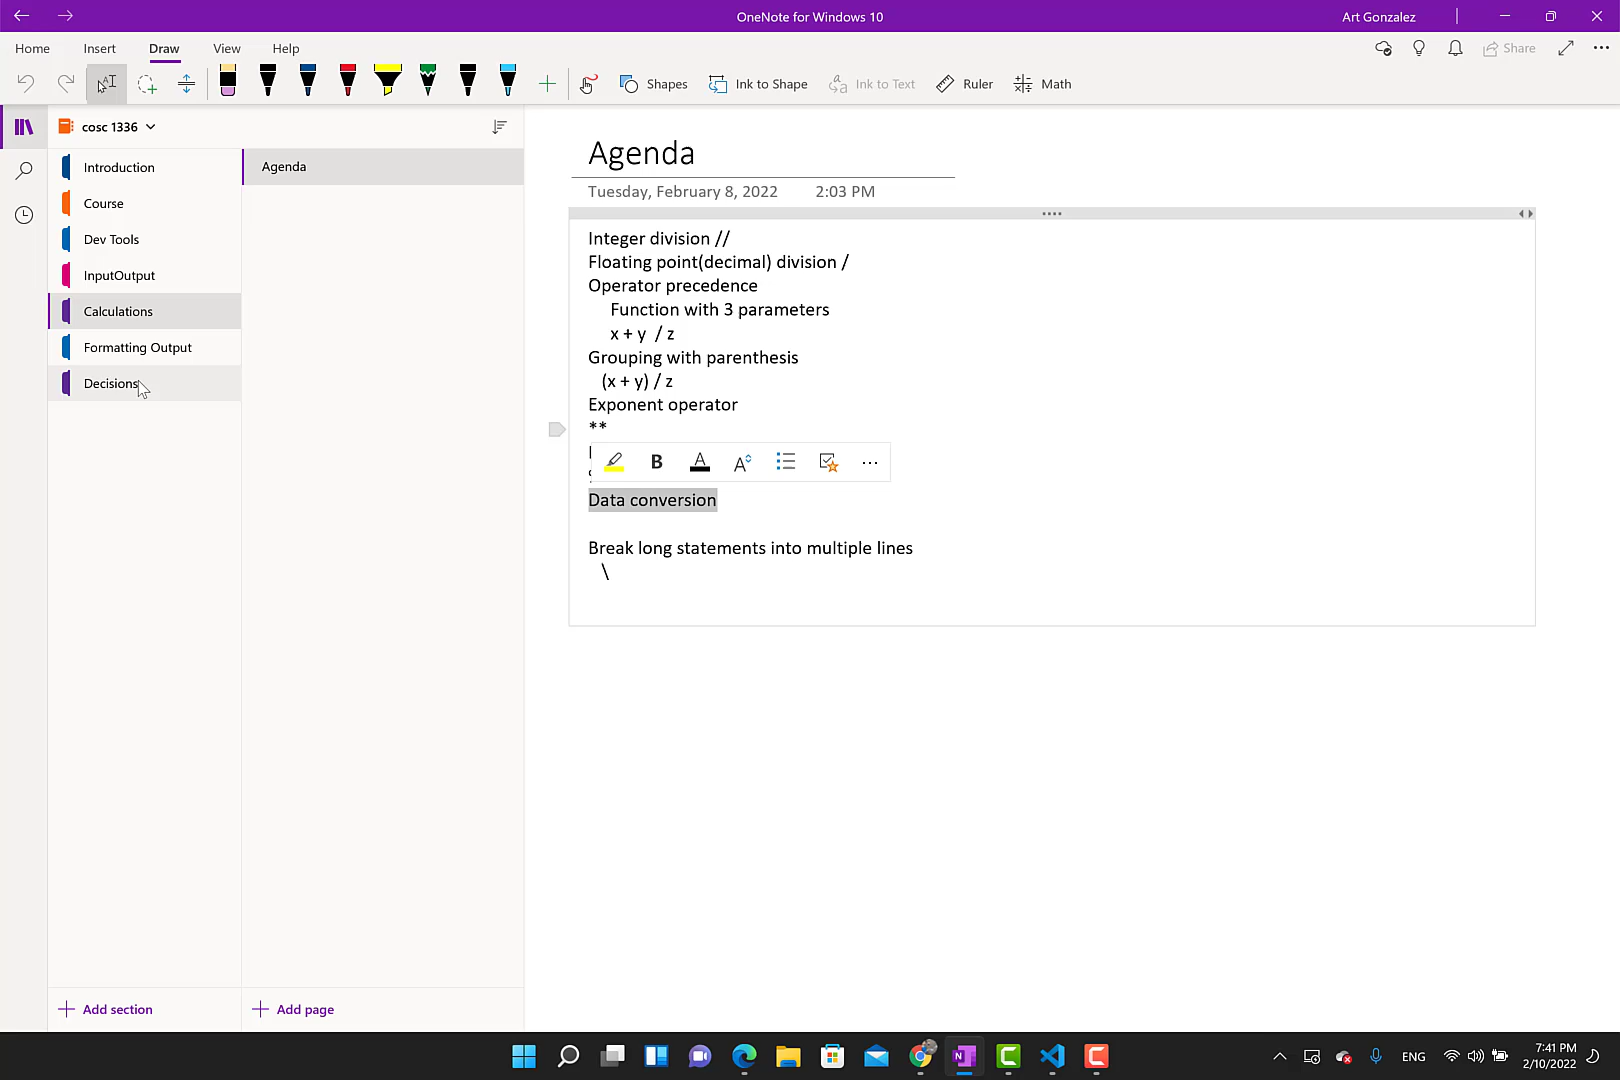 OneNote for Windows 10
Art Gonzalez
Home
Insert
Draw
View
Help
Share
Shapes
Ink to Shape
Ink to Text
Ruler
Math
cosc 1336
Introduction
Course
Dev Tools
InputOutput
Calculations
Formatting Output
Decisions
Agenda
Agenda
Tuesday, February 8, 2022
2:03 PM
Integer division //
Floating point(decimal) division /
Operator precedence
Function with 3 parameters
x + y / z
Grouping with parenthesis
(x + y) / z
Exponent operator
**
Data conversion
Break long statements into multiple lines
\
Add section
Add page
ENG
7:41 PM
2/10/2022